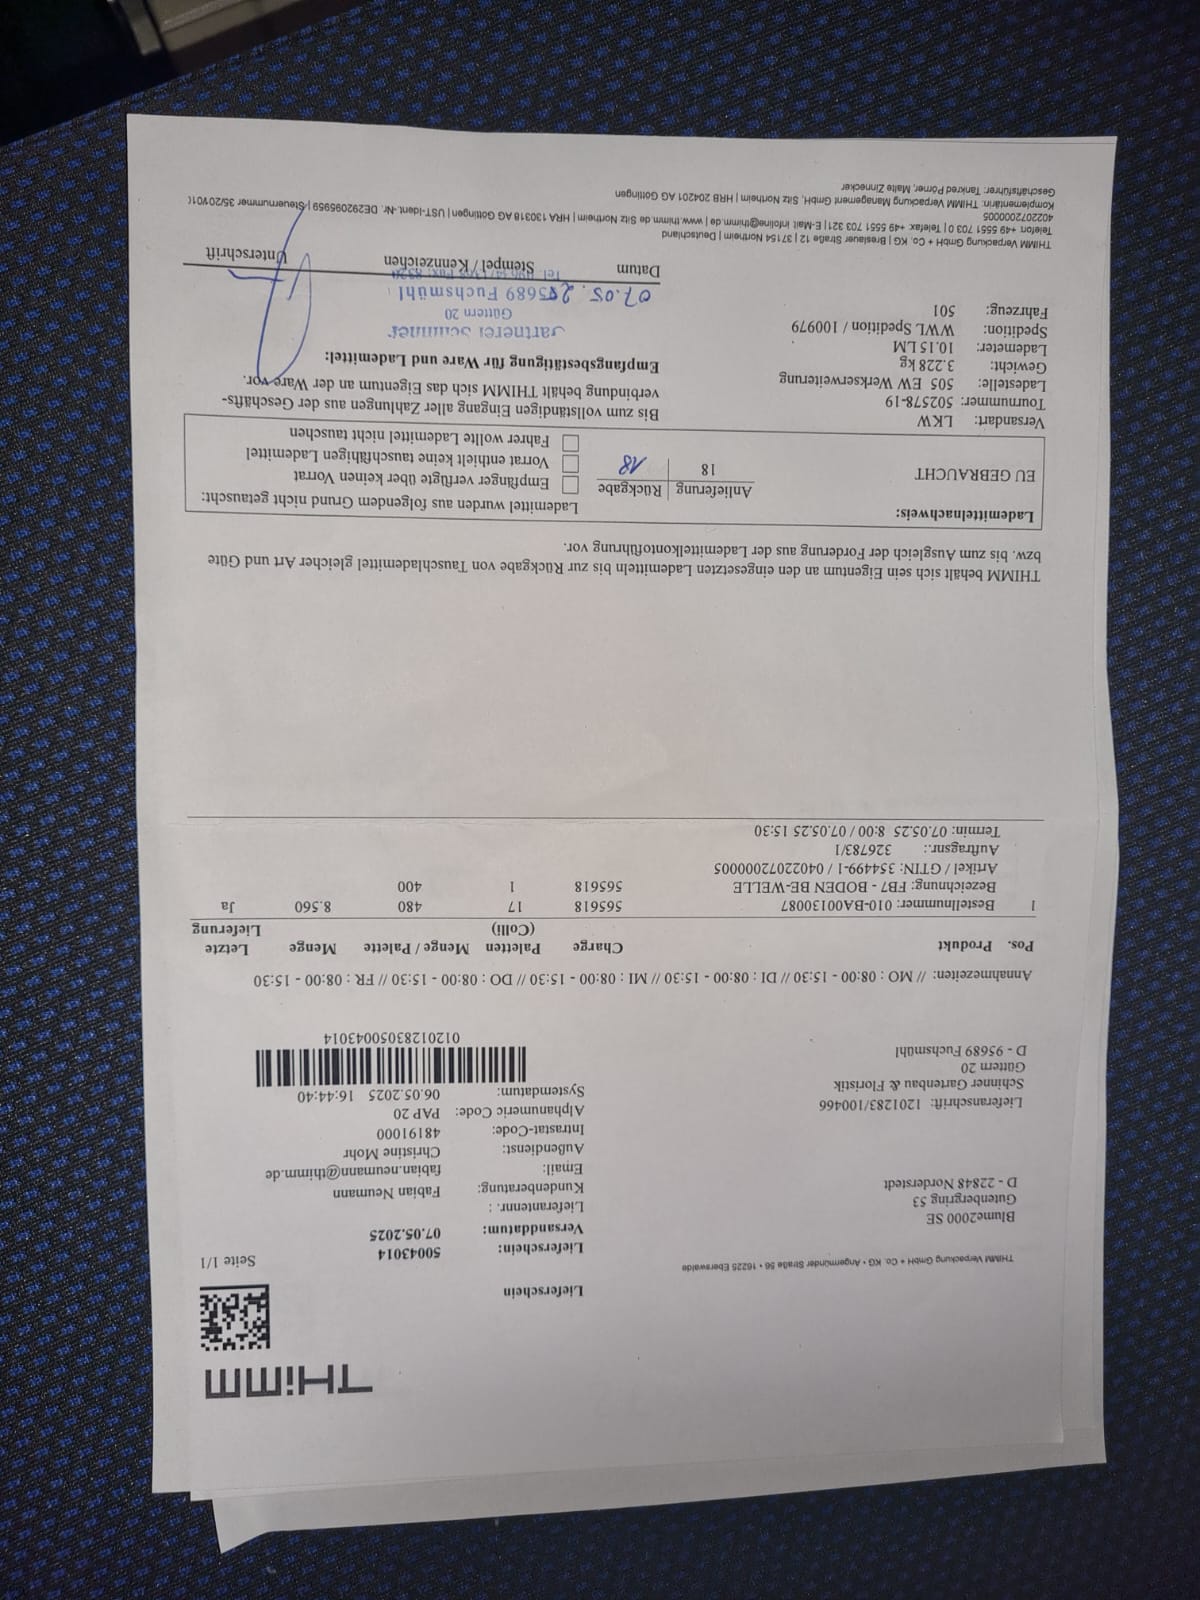 THIMM
Lieferschein
THIMM Verpackung GmbH + Co. KG • Angermünder Straße 56 • 16225 Eberswalde
Seite 1/1
Blume2000 SE
Gutenbergring 53
D - 22848 Norderstedt
Lieferanschrift: 1201283/100466
Schinner Gartenbau & Floristik
Güttern 20
D - 95689 Fuchsmühl
Lieferschein: 50043014
Versanddatum: 07.05.2025
Lieferantennr. :
Kundenberatung: Fabian Neumann
Email: fabian.neumann@thimm.de
Außendienst: Christine Mohr
Intrastat-Code: 48191000
Alphanumeric Code: PAP 20
Systemdatum: 06.05.2025 16:44:40
01201283050043014
Annahmezeiten: // MO : 08:00 - 15:30 // DI : 08:00 - 15:30 // MI : 08:00 - 15:30 // DO : 08:00 - 15:30 // FR : 08:00 - 15:30
Pos. Produkt Charge Paletten (Colli) Menge / Palette Menge Letzte Lieferung
1 Bestellnummer: 010-BA00130087 565618 17 480 8.560 Ja
Bezeichnung: FB7 - BODEN BE-WELLE 565618 1 400
Artikel / GTIN: 354499-1 / 04022072000005
Auftragsnr.: 326783/1
Termin: 07.05.25 8:00 / 07.05.25 15:30
THIMM behält sich sein Eigentum an den eingesetzten Lademitteln bis zur Rückgabe von Tauschlademittel gleicher Art und Güte
bzw. bis zum Ausgleich der Forderung aus der Lademittelkontoführung vor.
Lademittelnachweis:
Anlieferung Rückgabe
EU GEBRAUCHT 18 18
Lademittel wurden aus folgendem Grund nicht getauscht:
Empfänger verfügte über keinen Vorrat
Vorrat enthielt keine tauschfähigen Lademittel
Fahrer wollte Lademittel nicht tauschen
Versandart: LKW
Tournummer: 502578-19
Ladestelle: 505 EW Werkserweiterung
Gewicht: 3.228 kg
Lademeter: 10.15 LM
Spedition: WWL Spedition / 100979
Fahrzeug: 501
Bis zum vollständigen Eingang aller Zahlungen aus der Geschäfts-
verbindung behält THIMM sich das Eigentum an der Ware vor.
Empfangsbestätigung für Ware und Lademittel:
Güttern 20
95689 Fuchsmühl
07.05.25
Datum Stempel / Kennzeichen Unterschrift
THIMM Verpackung GmbH + Co. KG | Breslauer Straße 12 | 37154 Northeim | Deutschland
Telefon: +49 5551 703 0 | Telefax: +49 5551 703 321 | E-Mail: infoline@thimm.de | www.thimm.de Sitz Northeim | HRA 130318 AG Göttingen | UST-Ident.-Nr. DE292095959 | Steuernummer
4022072000005
Komplementärin: THIMM Verpackung Management GmbH, Sitz Northeim | HRB 204201 AG Göttingen
Geschäftsführer: Tankred Pörner, Malte Zinnecker